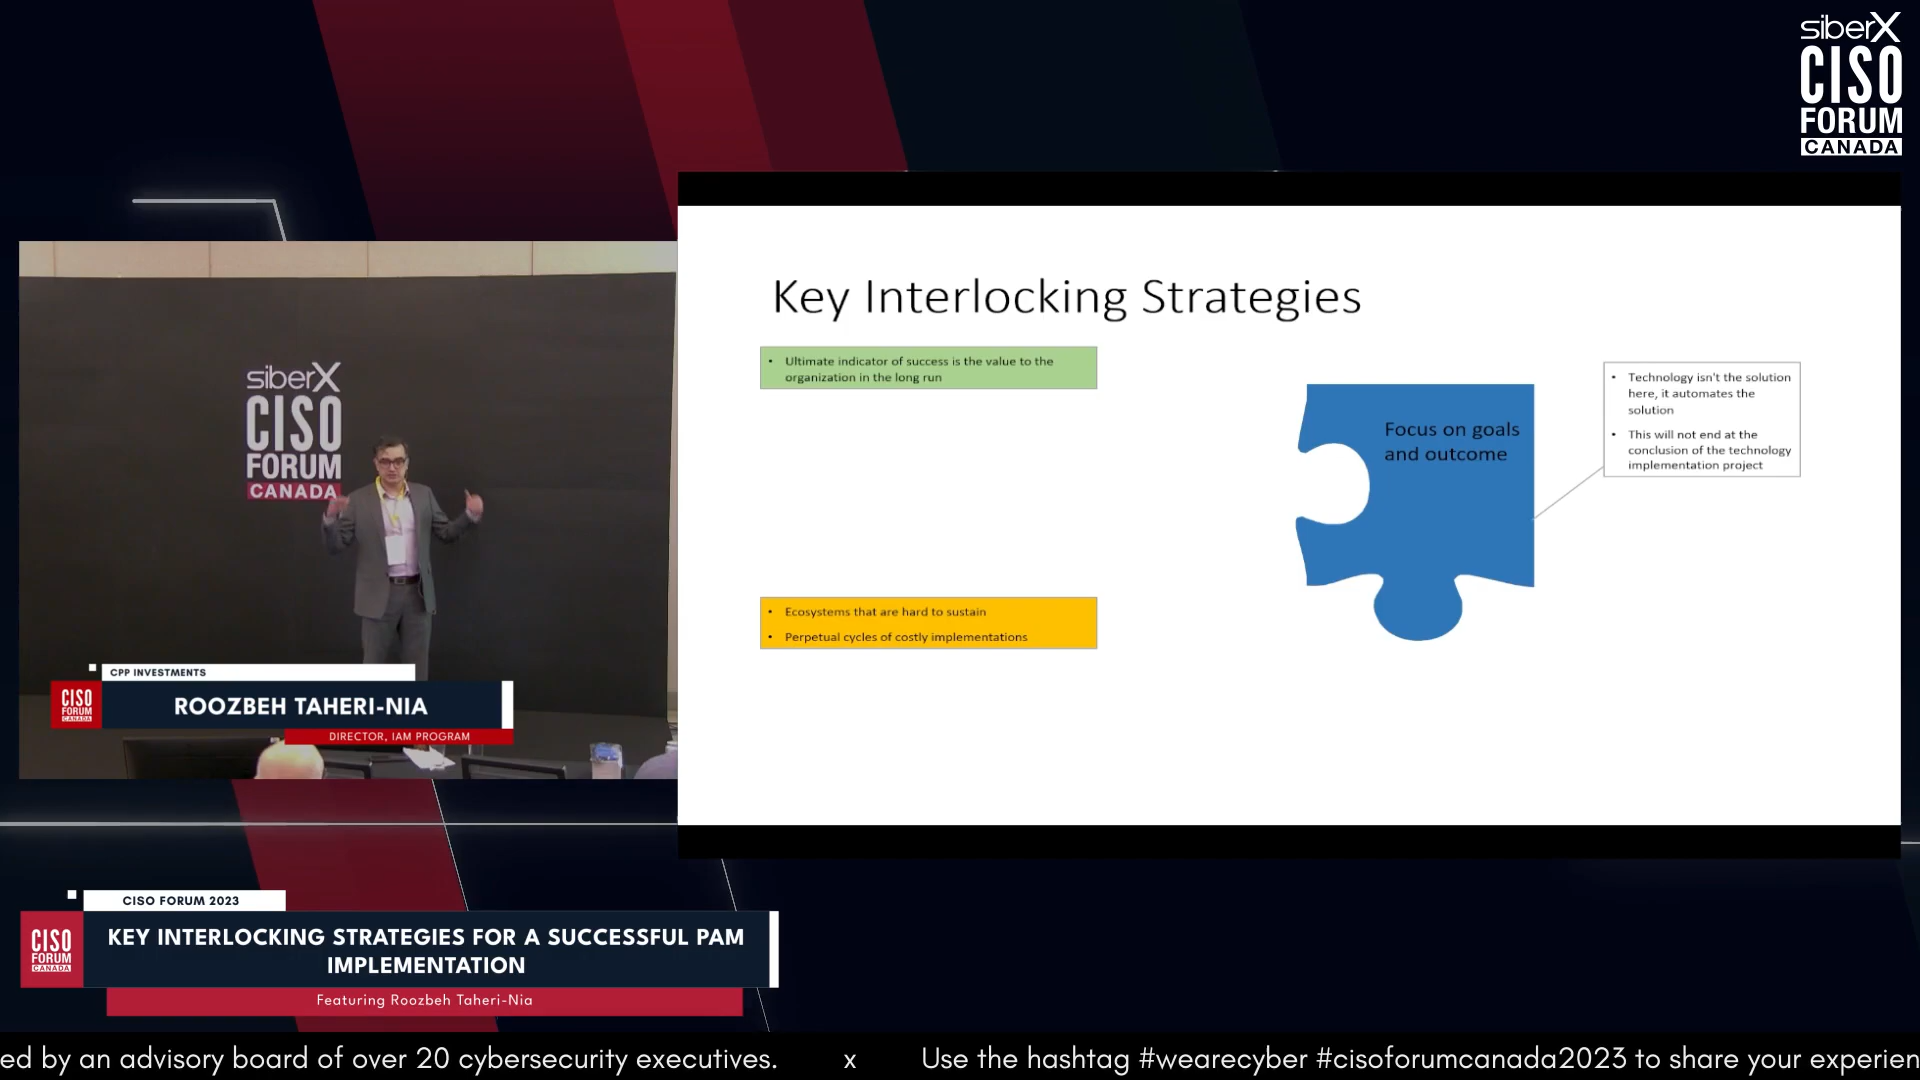 siberX
CISO
FORUM
CANADA
siberX
CISO
FORUM
CANADA
CPP INVESTMENTS
CISO
FORUM
CANADA
ROOZBEH TAHERI-NIA
DIRECTOR, IAM PROGRAM
Key Interlocking Strategies
• Ultimate indicator of success is the value to the
organization in the long run
Focus on goals
and outcome
• Technology isn't the solution
here, it automates the
solution
• This will not end at the
conclusion of the technology
implementation project
• Ecosystems that are hard to sustain
• Perpetual cycles of costly implementations
CISO FORUM 2023
CISO
FORUM
CANADA
KEY INTERLOCKING STRATEGIES FOR A SUCCESSFUL PAM
IMPLEMENTATION
Featuring Roozbeh Taheri-Nia
ed by an advisory board of over 20 cybersecurity executives. x Use the hashtag #wearecyber #cisoforumcanada2023 to share your experien